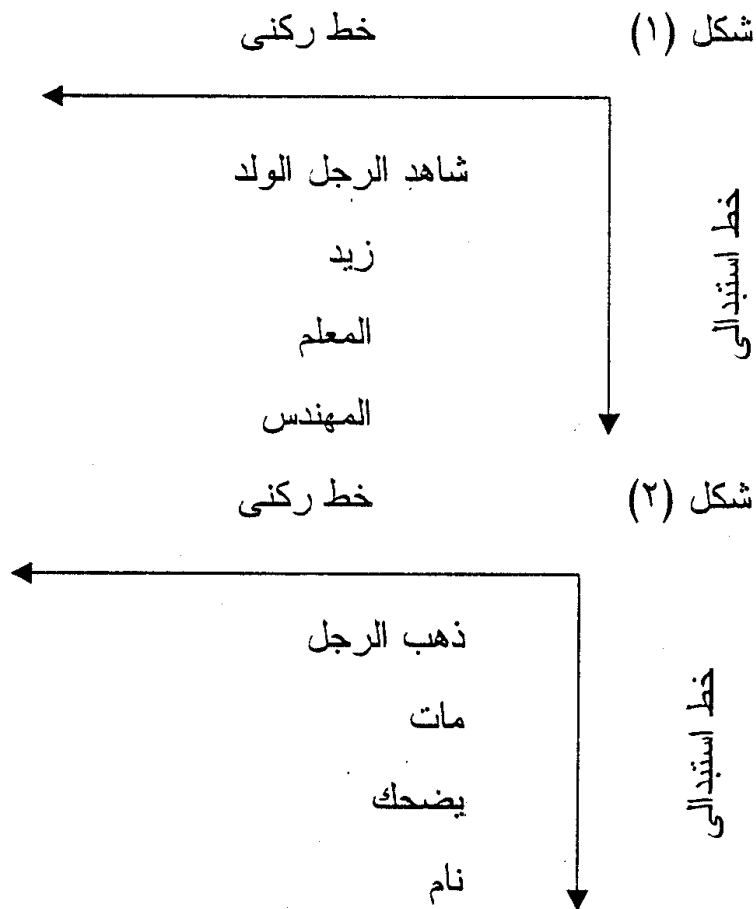 شكل (١) خط ركنى
شاهد الرجل الولد
خط استبدالى
زيد
المعلم
المهندس
شكل (٢) خط ركنى
ذهب الرجل
خط استبدالى
مات
يضحك
نام